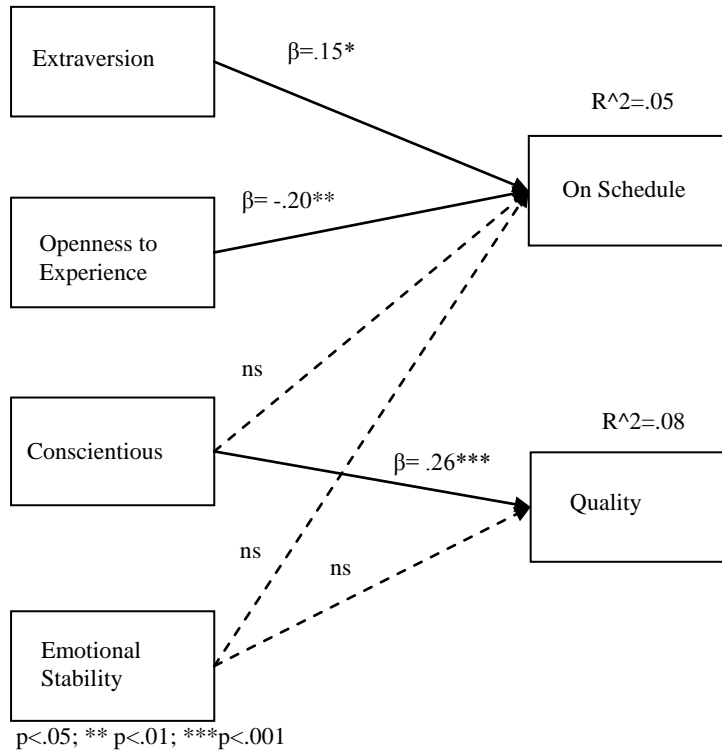 Extraversion
β=.15*
R^2=.05
On Schedule
β= -.20**
Openness to
Experience
ns
R^2=.08
Conscientious
β= .26***
Quality
ns
ns
Emotional
Stability
p<.05; ** p<.01; ***p<.001